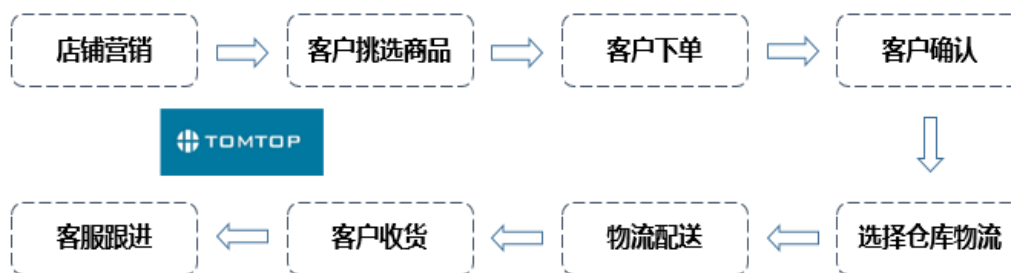 店铺营销
客户挑选商品
客户下单
客户确认
TOMTOP
客服跟进
客户收货
物流配送
选择仓库物流